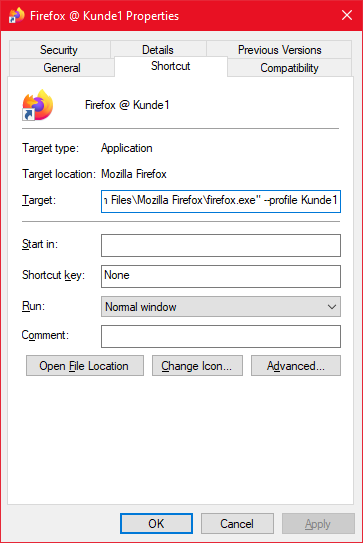 Firefox @ Kunde1 Properties
Security Details Previous Versions
General Shortcut Compatibility
Firefox @ Kunde1
Target type: Application
Target location: Mozilla Firefox
Target: n Files\Mozilla Firefox\firefox.exe" --profile Kunde1
Start in:
Shortcut key: None
Run: Normal window
Comment:
Open File Location Change Icon... Advanced...
OK Cancel Apply